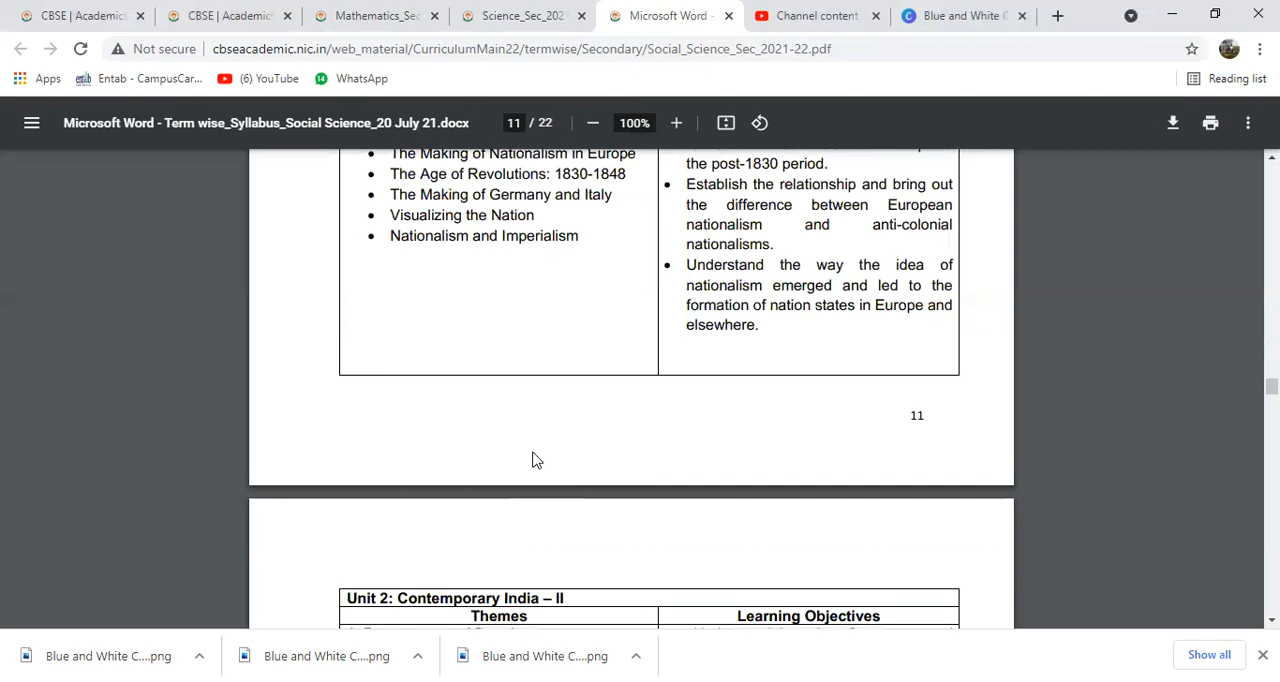 CBSE | Academics
CBSE | Academic
Mathematics_Sec
Science_Sec_202
Microsoft Word -
Channel content
Blue and White C
Not secure
cbseacademic.nic.in/web_material/CurriculumMain22/termwise/Secondary/Social_Science_Sec_2021-22.pdf
Apps
Entab - CampusCar...
(6) YouTube
14
WhatsApp
Reading list
Microsoft Word - Term wise_Syllabus_Social Science_20 July 21.docx
11 / 22
100%
• The Making of Nationalism in Europe
• The Age of Revolutions: 1830-1848
• The Making of Germany and Italy
• Visualizing the Nation
• Nationalism and Imperialism
the post-1830 period.
• Establish the relationship and bring out
the difference between European
nationalism and anti-colonial
nationalisms.
• Understand the way the idea of
nationalism emerged and led to the
formation of nation states in Europe and
elsewhere.
11
Unit 2: Contemporary India – II
Themes
Learning Objectives
Blue and White C....png
Blue and White C....png
Blue and White C....png
Show all